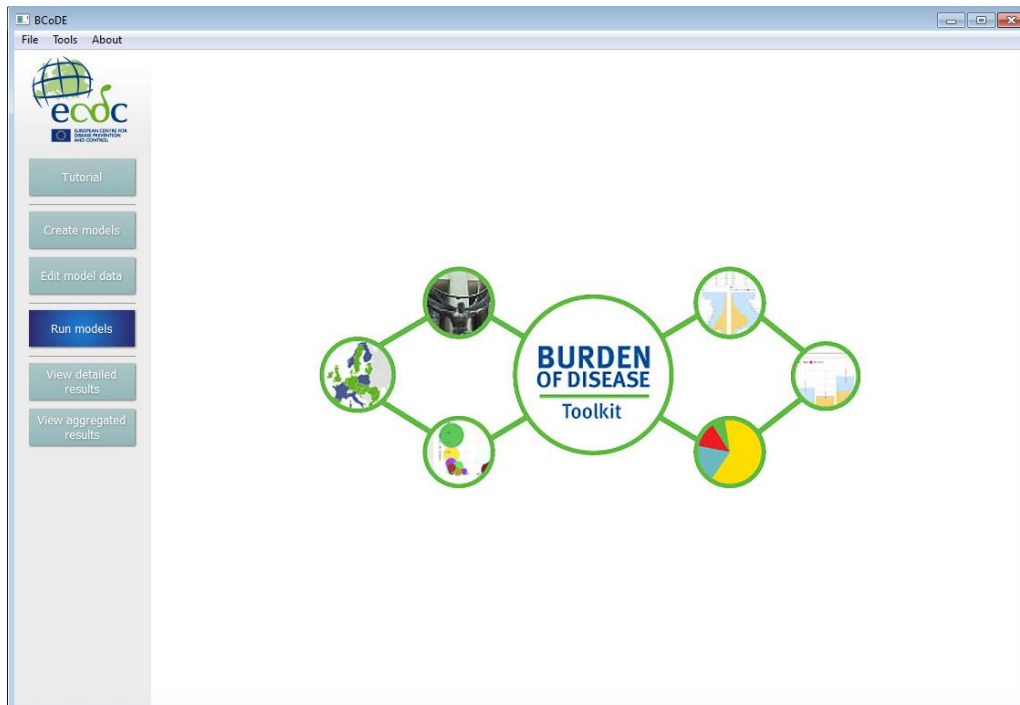 BCoDE
File Tools About
ecdc
EUROPEAN CENTRE FOR
DISEASE PREVENTION
AND CONTROL
Tutorial
Create models
Edit model data
Run models
View detailed
results
View aggregated
results
BURDEN
OF DISEASE
Toolkit